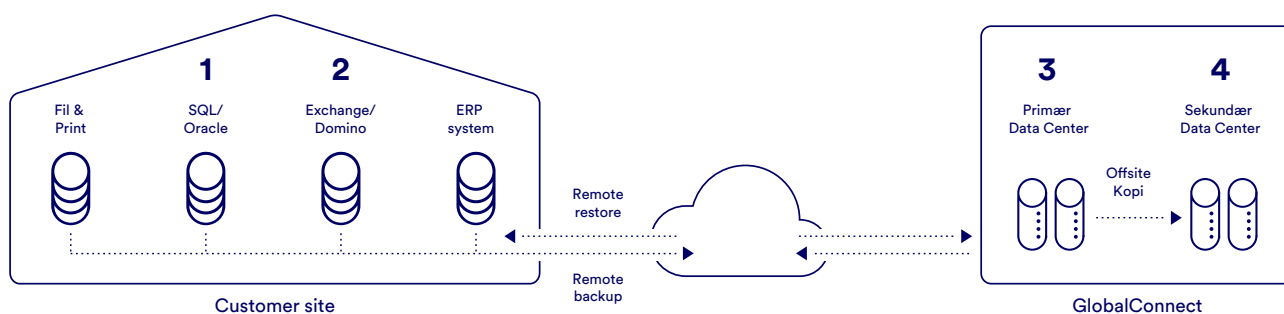 1
2
Fil &
Print
SQL/
Oracle
Exchange/
Domino
ERP
system
Customer site
Remote
restore
Remote
backup
3
4
Primær
Data Center
Sekundær
Data Center
Offsite
Kopi
GlobalConnect